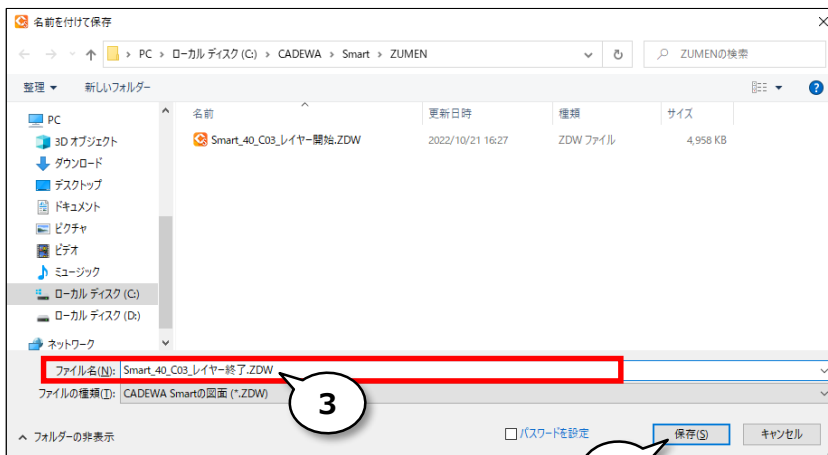 名前を付けて保存
PC › ローカル ディスク (C:) › CADEWA › Smart › ZUMEN
ZUMENの検索
整理
新しいフォルダー
名前 更新日時 種類 サイズ
PC
3D オブジェクト
Smart_40_C03_レイヤー開始.ZDW 2022/10/21 16:27 ZDW ファイル 4,958 KB
ダウンロード
デスクトップ
ドキュメント
ピクチャ
ビデオ
ミュージック
ローカル ディスク (C:)
ローカル ディスク (D:)
ネットワーク
ファイル名(N): Smart_40_C03_レイヤー終了.ZDW
ファイルの種類(T): CADEWA Smartの図面 (*.ZDW)
3
フォルダーの非表示
パスワードを設定
保存(S)
キャンセル